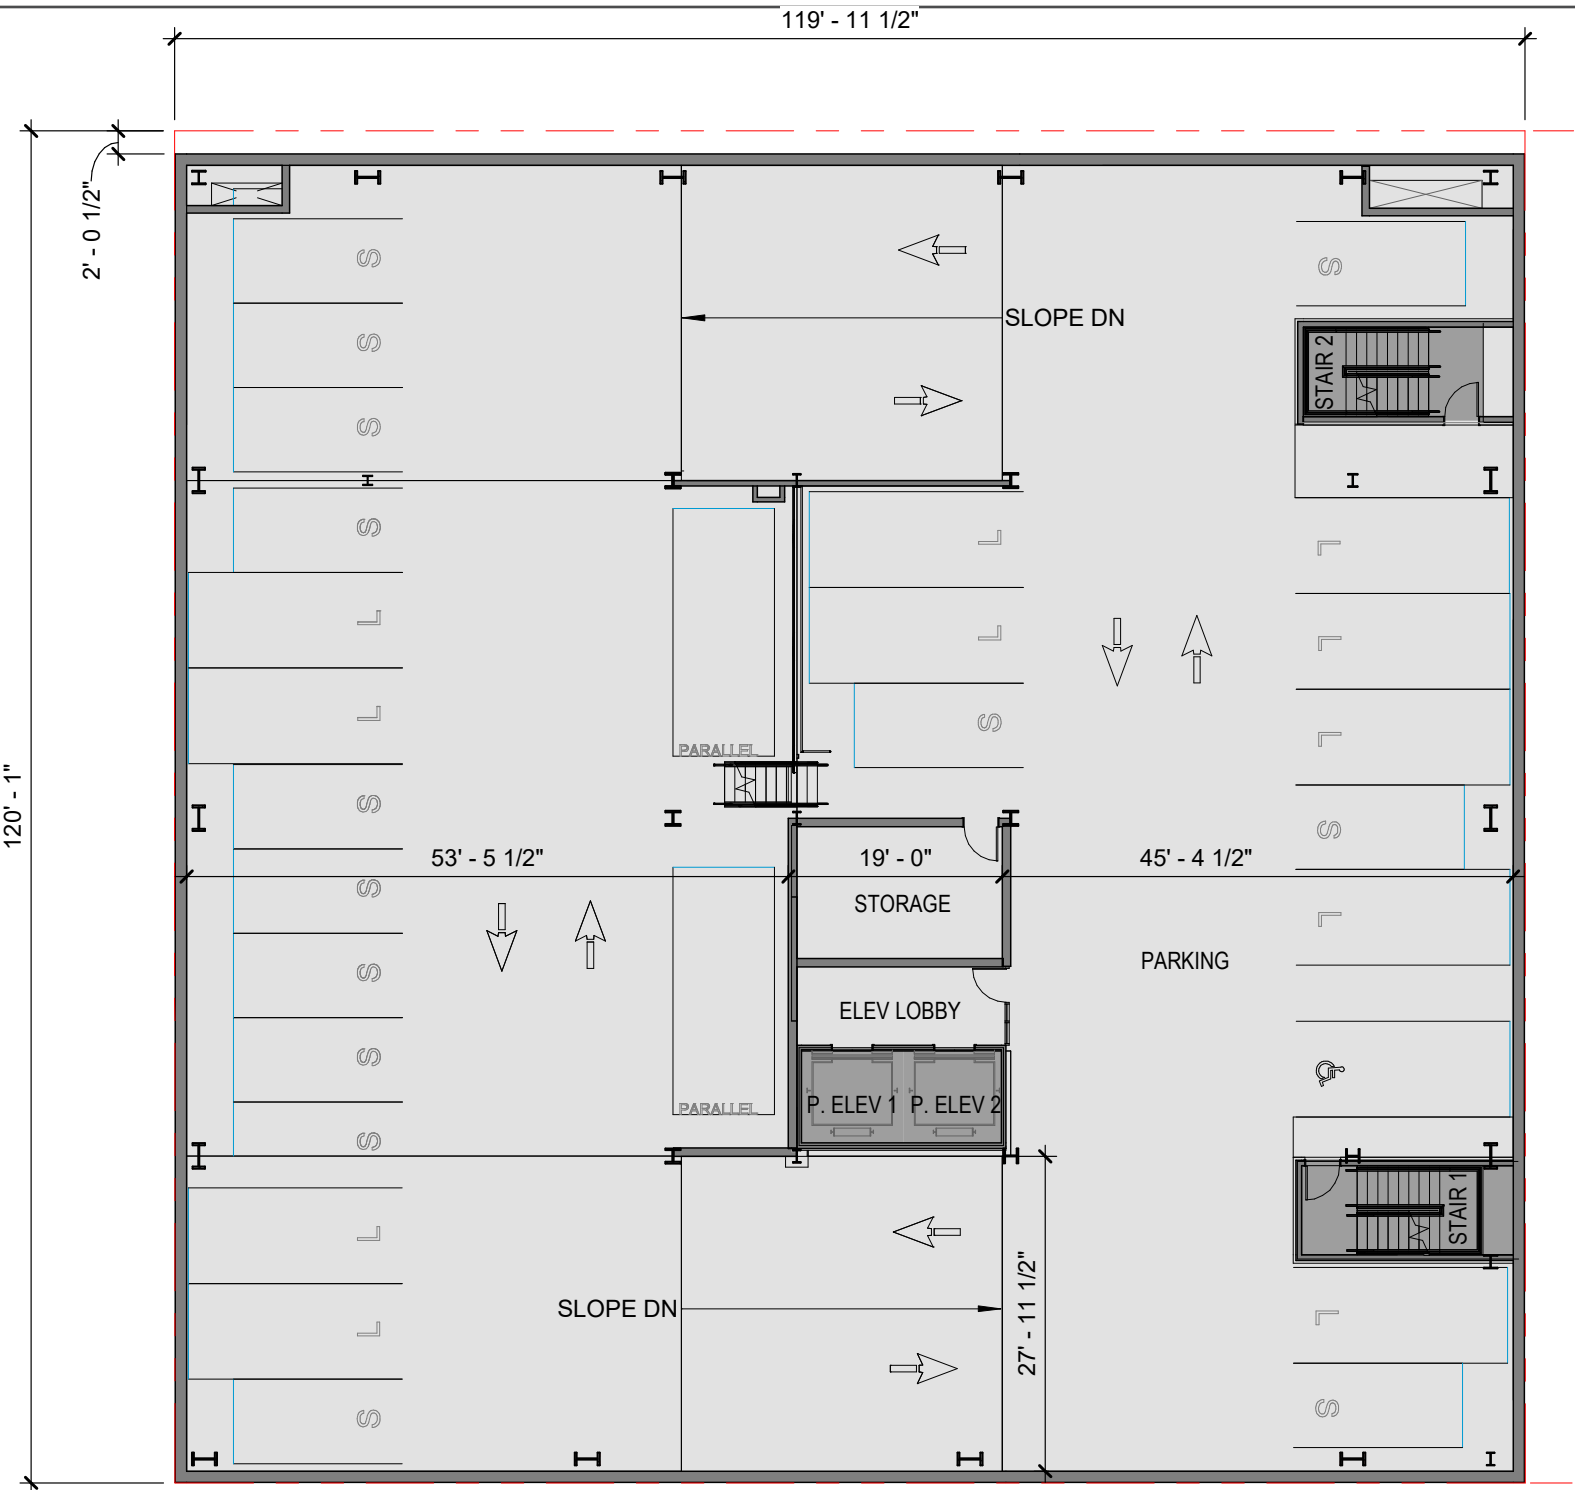 119' - 11 1/2"
2' - 0 1/2"
S
S
SLOPE DN
S
STAIR 2
S
S
L
L
L
L
L
L
S
L
PARALLEL
S
S
120' - 1"
53' - 5 1/2"
19' - 0"
45' - 4 1/2"
S
STORAGE
L
S
PARKING
ELEV LOBBY
S
P. ELEV 1
P. ELEV 2
PARALLEL
S
STAIR 1
L
SLOPE DN
27' - 11 1/2"
L
L
S
S